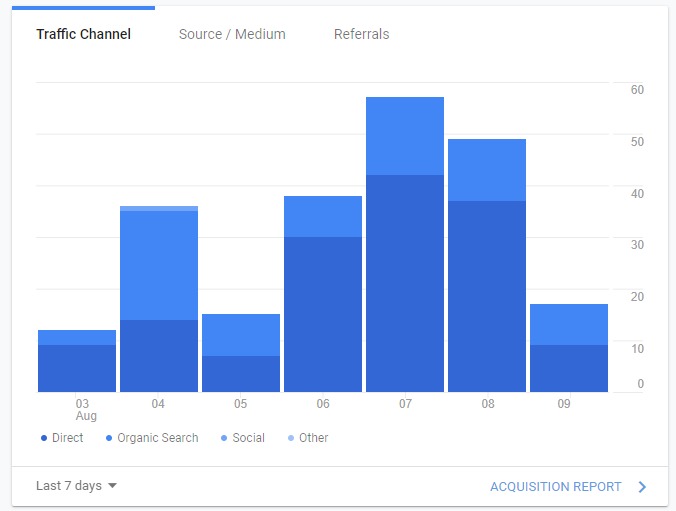 Traffic Channel Source / Medium Referrals
60
50
40
30
20
10
0
03 04 05 06 07 08 09
Aug
Direct Organic Search Social Other
Last 7 days ACQUISITION REPORT